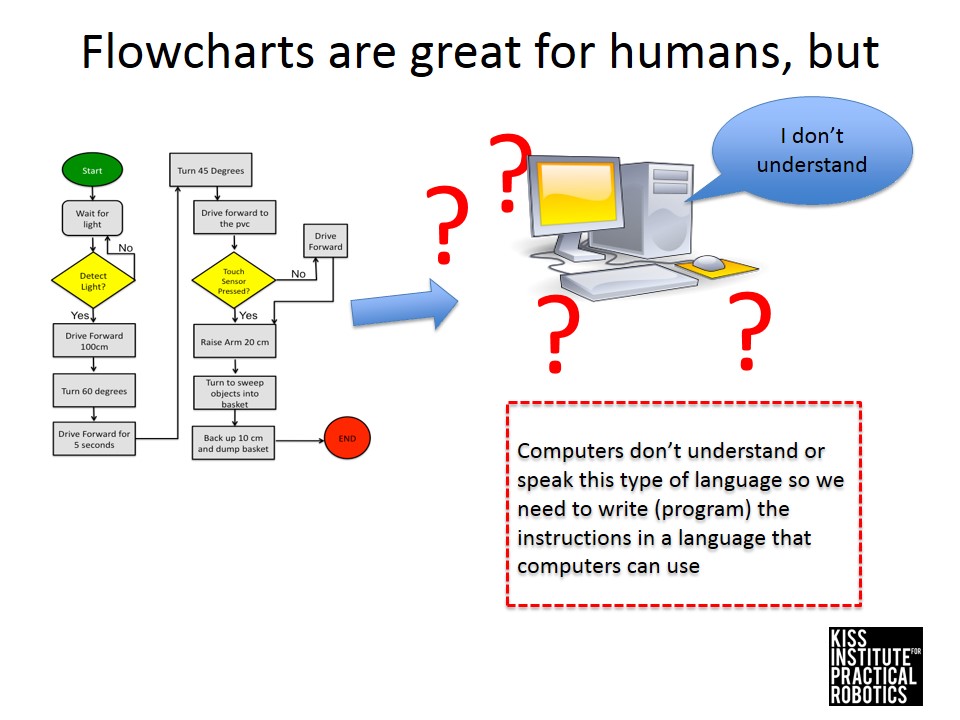 Flowcharts are great for humans, but
I don’t
understand
Start
Wait for
light
No
Detect
Light?
Yes
Drive Forward
100cm
Turn 60 degrees
Drive Forward for
5 seconds
Turn 45 Degrees
Drive forward to
the pvc
Drive
Forward
Touch
Sensor
Pressed?
No
Yes
Raise Arm 20 cm
Turn to sweep
objects into
basket
Back up 10 cm
and dump basket
END
?
?
?
?
Computers don’t understand or
speak this type of language so we
need to write (program) the
instructions in a language that
computers can use
KISS
INSTITUTE FOR
PRACTICAL
ROBOTICS